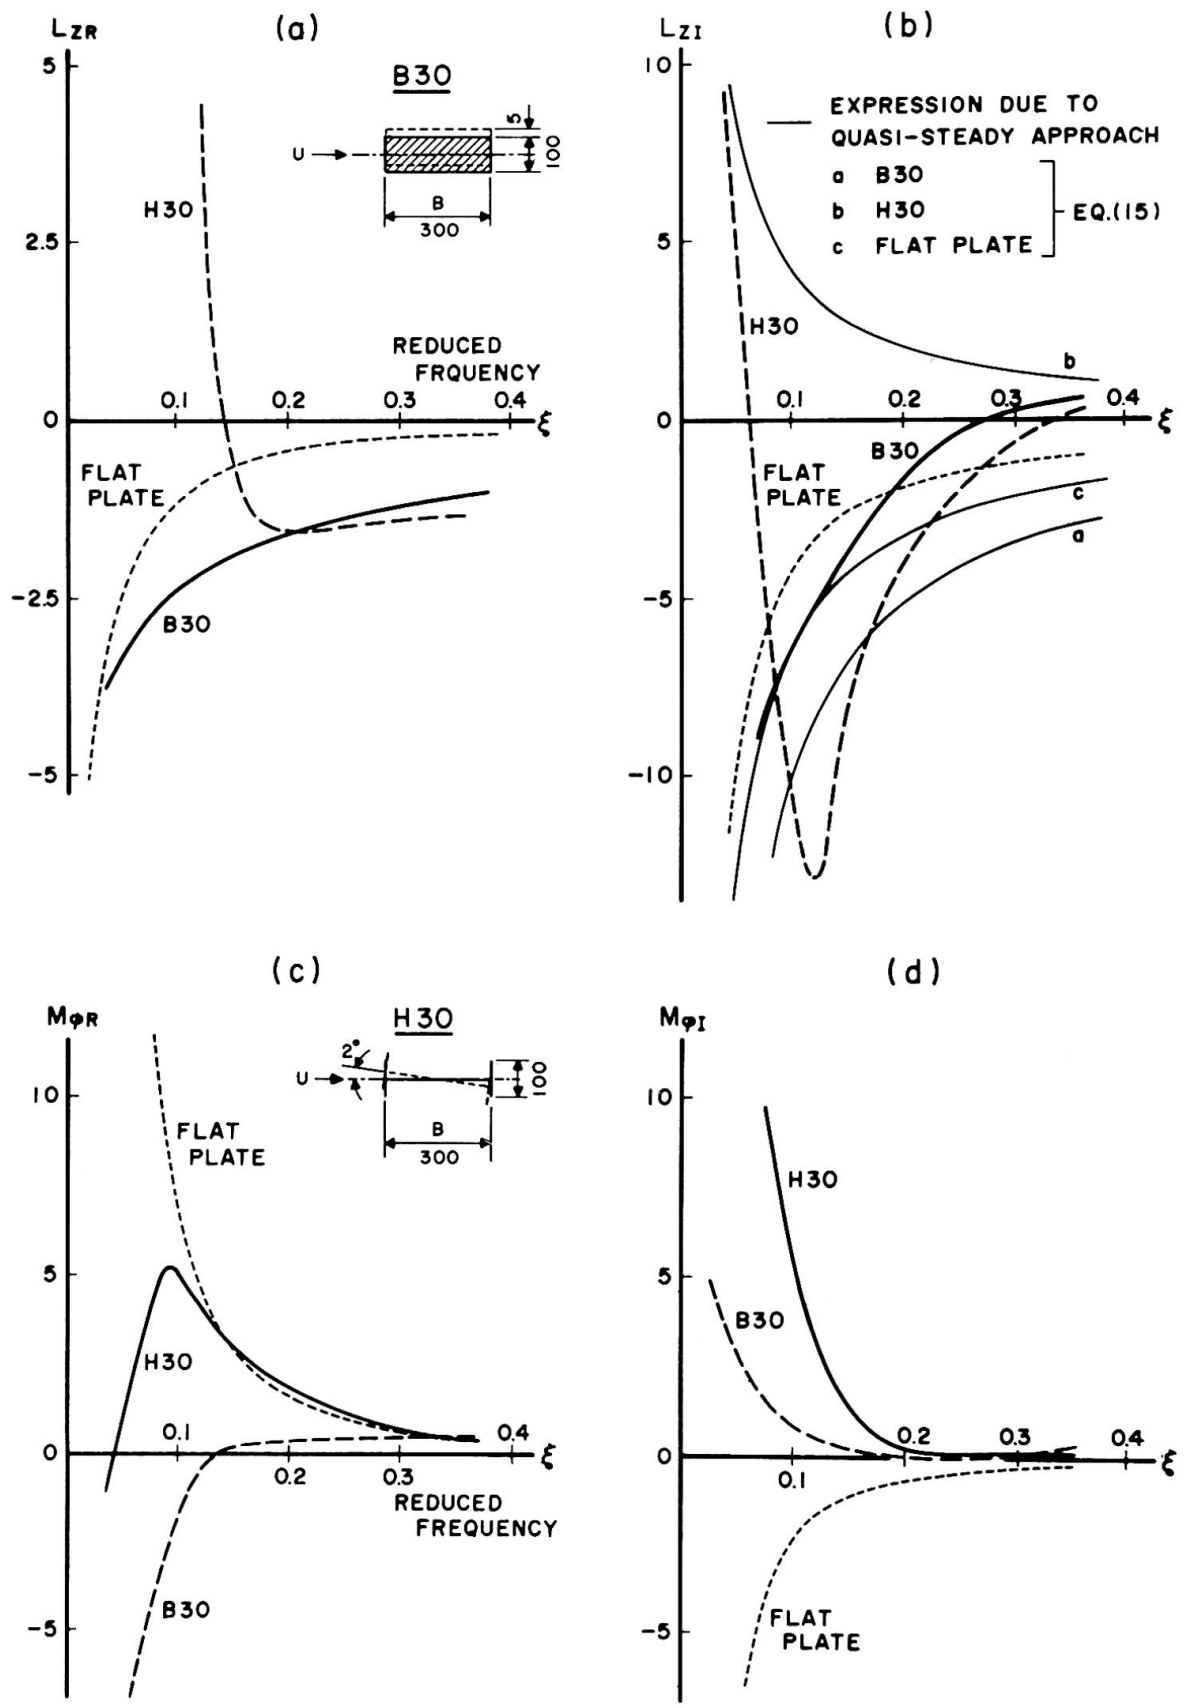 (a)
LZR
5
2.5
0
-2.5
-5
B30
U
5
100
B
300
H30
REDUCED
FRQUENCY
0.1
0.2
0.3
0.4
ξ
FLAT
PLATE
B30
(b)
LZI
10
5
0
-5
-10
EXPRESSION DUE TO
QUASI-STEADY APPROACH
a B30
b H30
c FLAT PLATE
EQ.(15)
H30
b
0.1
0.2
0.3
0.4
ξ
B30
FLAT
PLATE
c
a
(c)
MφR
10
5
0
-5
H30
2°
U
100
B
300
FLAT
PLATE
H30
0.1
0.4
ξ
0.2
0.3
REDUCED
FREQUENCY
B30
(d)
MφI
10
5
0
-5
H30
B30
0.2
0.3
0.4
ξ
0.1
FLAT
PLATE